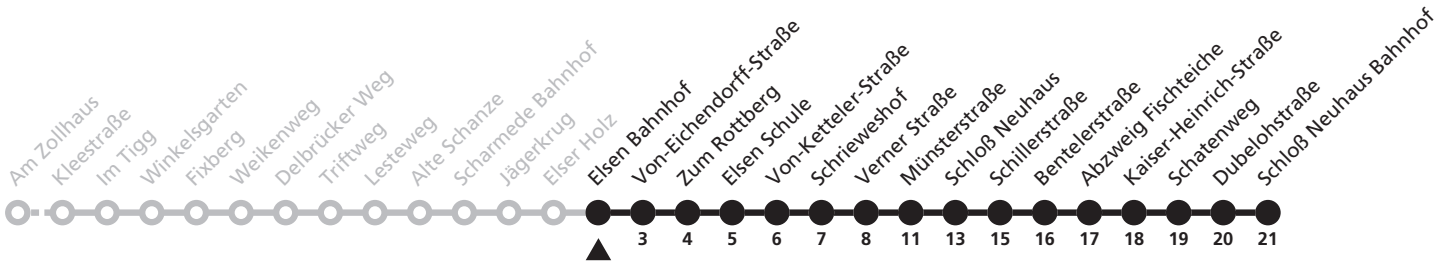 Am Zollhaus
Kleestraße
Im Tigg
Winkelsgarten
Fixberg
Weikenweg
Delbrücker Weg
Triftweg
Lesteweg
Alte Schanze
Scharmede Bahnhof
Jägerkrug
Elser Holz
Elsen Bahnhof
Von-Eichendorff-Straße
Zum Rottberg
Elsen Schule
Von-Ketteler-Straße
Schrieweshof
Verner Straße
Münsterstraße
Schloß Neuhaus
Schillerstraße
Bentelerstraße
Abzweig Fischteiche
Kaiser-Heinrich-Straße
Schatenweg
Dubelohstraße
Schloß Neuhaus Bahnhof
3 4 5 6 7 8 11 13 15 16 17 18 19 20 21